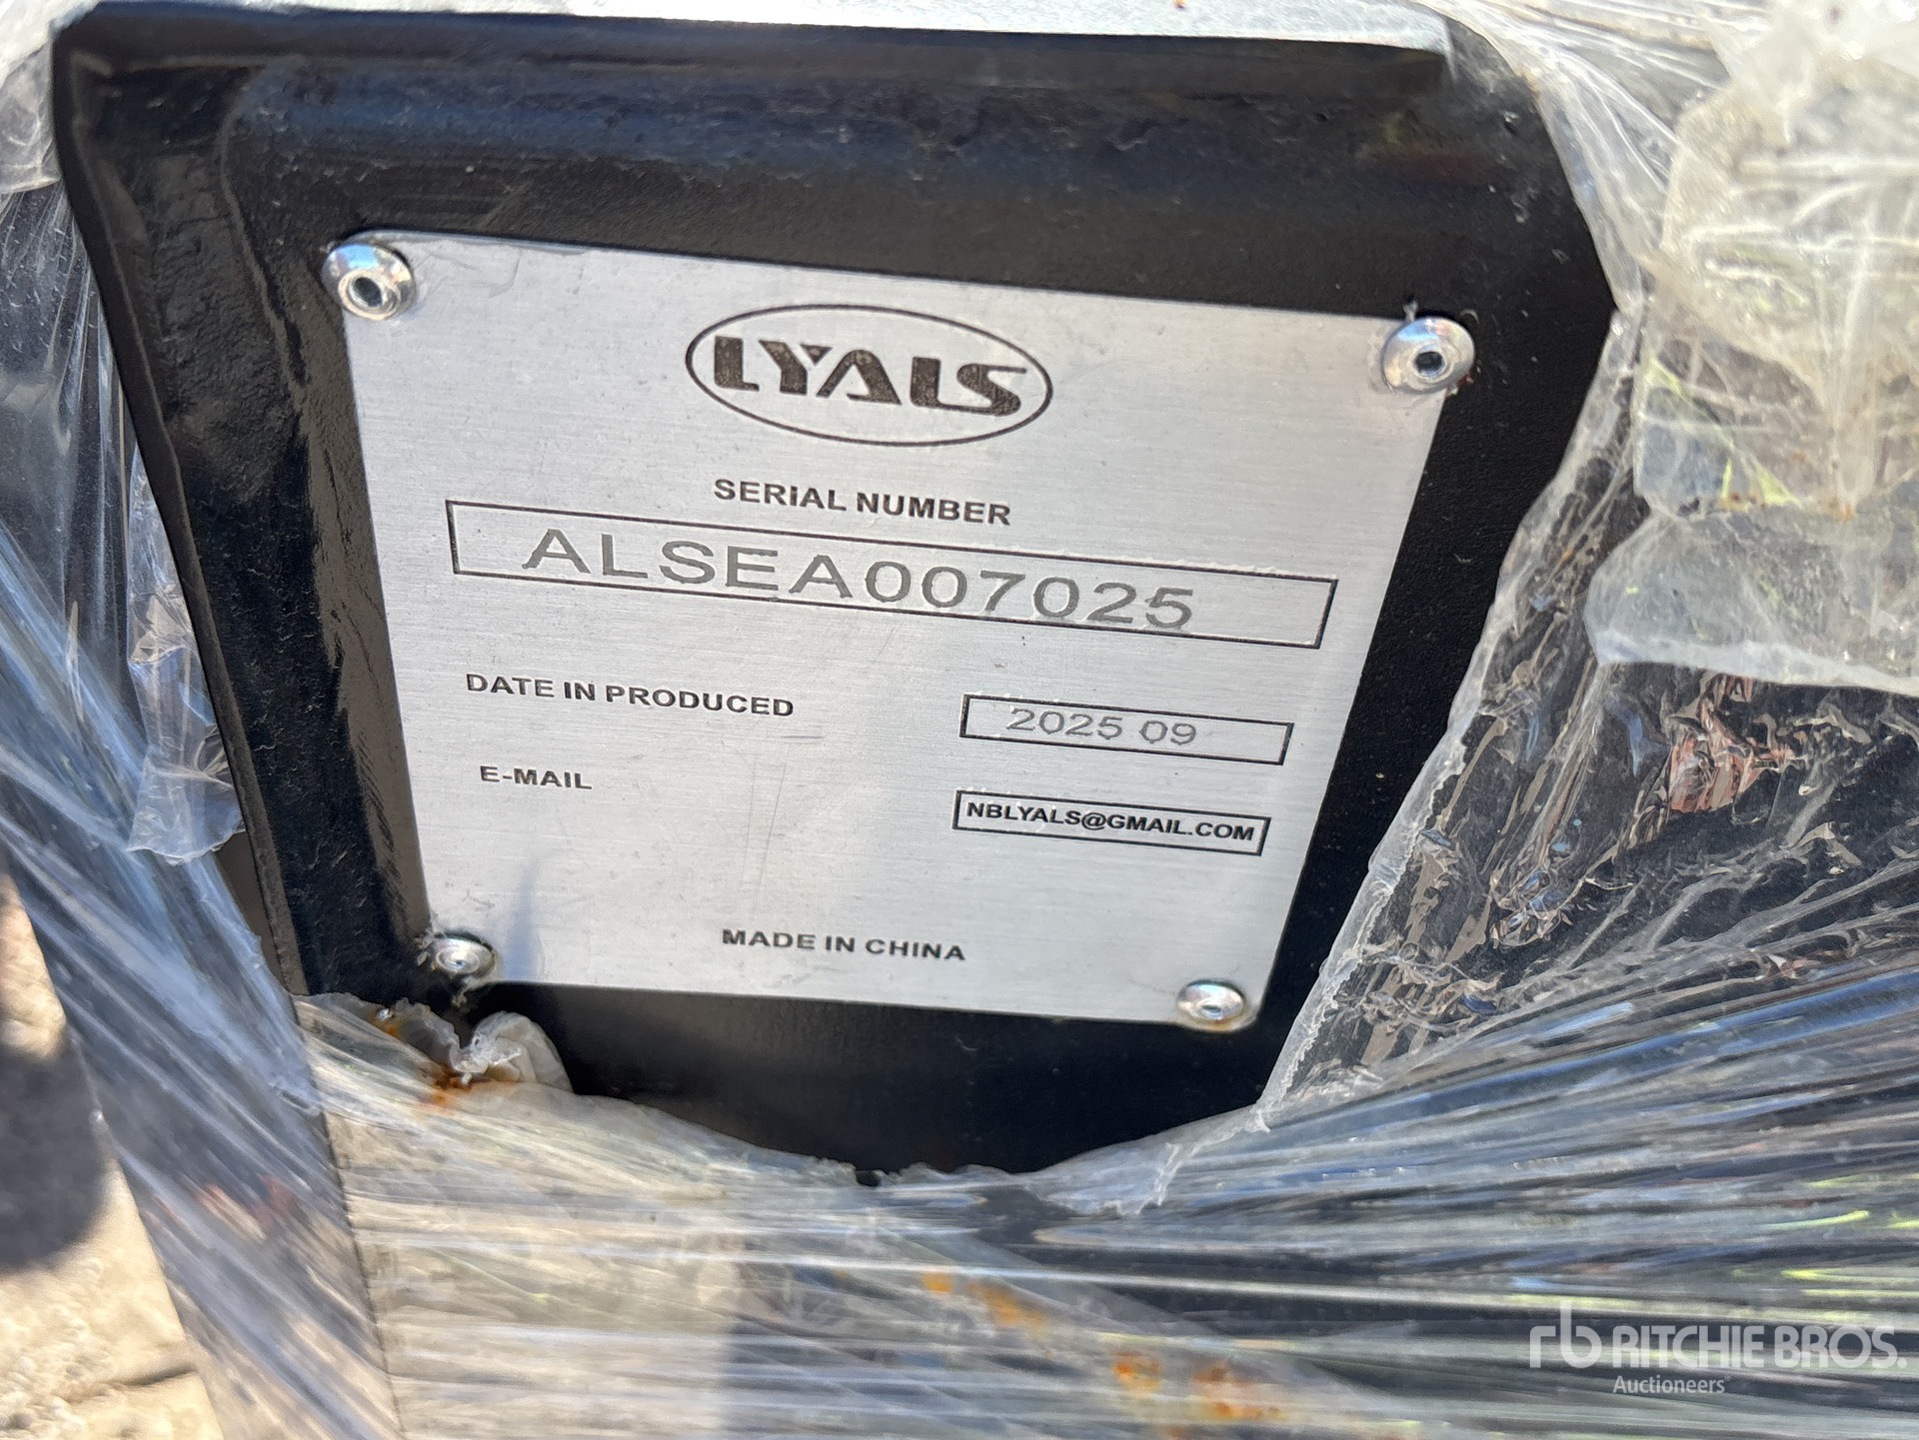 LYALS
SERIAL NUMBER
ALSEA007025
DATE IN PRODUCED 2025 09
E-MAIL NBLYALS@GMAIL.COM
MADE IN CHINA
rb RITCHIE BROS.
Auctioneers